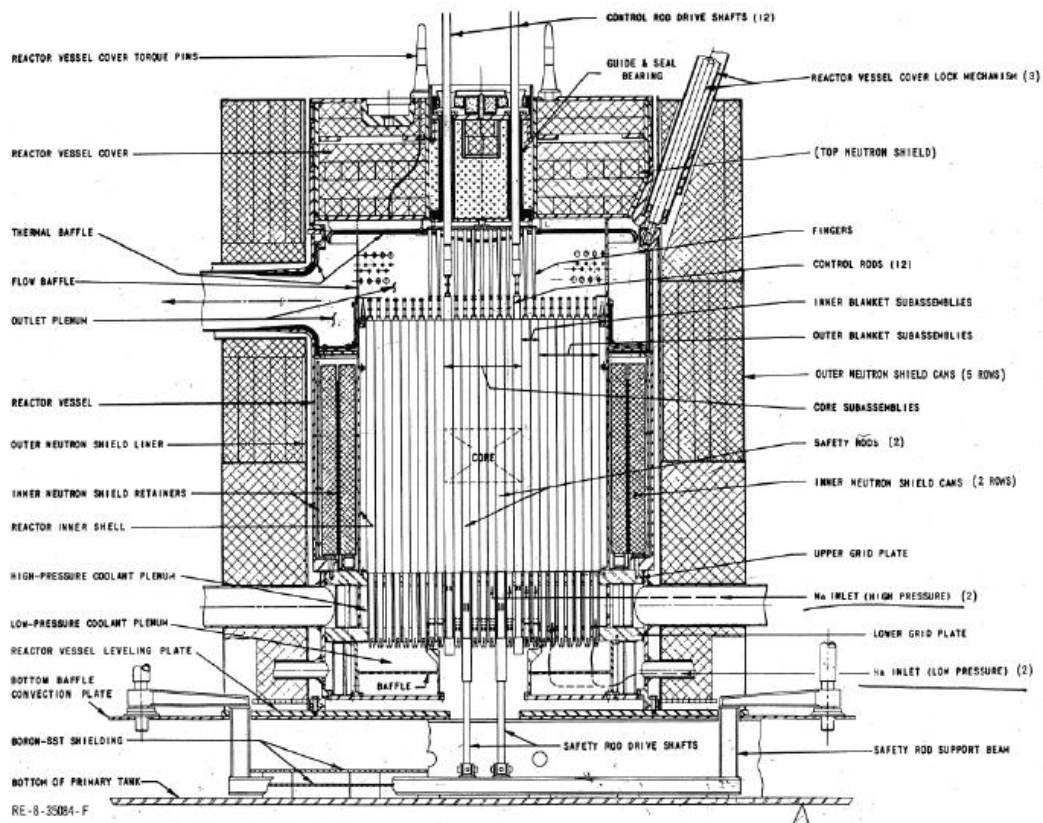 CONTROL ROD DRIVE SHAFTS (12)
REACTOR VESSEL COVER TORQUE PINS
GUIDE & SEAL
BEARING
REACTOR VESSEL COVER LOCK MECHANISM (3)
REACTOR VESSEL COVER
(TOP NEUTRON SHIELD)
THERMAL BAFFLE
FINGERS
FLOW BAFFLE
CONTROL RODS (12)
OUTLET PLENUM
INNER BLANKET SUBASSEMBLIES
OUTER BLANKET SUBASSEMBLIES
OUTER NEUTRON SHIELD CANS (5 ROWS)
REACTOR VESSEL
CORE SUBASSEMBLIES
OUTER NEUTRON SHIELD LINER
SAFETY RODS (2)
CORE
INNER NEUTRON SHIELD RETAINERS
INNER NEUTRON SHIELD CANS (2 ROWS)
REACTOR INNER SHELL
UPPER GRID PLATE
HIGH-PRESSURE COOLANT PLENUM
Na INLET (HIGH PRESSURE) (2)
LOW-PRESSURE COOLANT PLENUM
LOWER GRID PLATE
REACTOR VESSEL LEVELING PLATE
BAFFLE
Na INLET (LOW PRESSURE) (2)
BOTTOM BAFFLE
CONVECTION PLATE
BORON-SST SHIELDING
SAFETY ROD DRIVE SHAFTS
SAFETY ROD SUPPORT BEAM
BOTTOM OF PRIMARY TANK
RE-8-35084-F